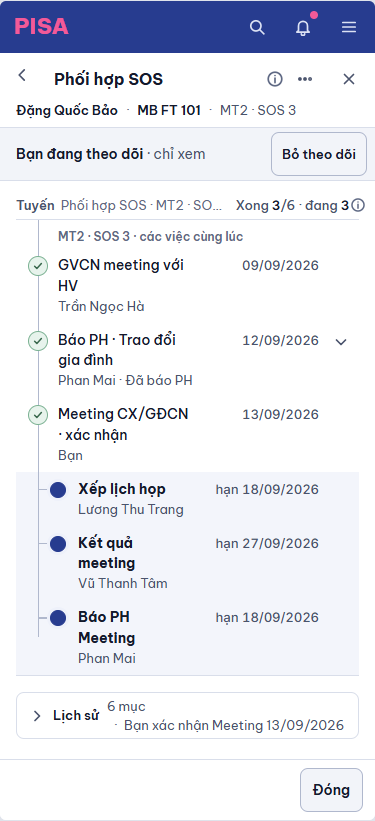 PISA
Phối hợp SOS
Đặng Quốc Bảo · MB FT 101 · MT2 · SOS 3
Bạn đang theo dõi · chỉ xem
Bỏ theo dõi
Tuyến Phối hợp SOS · MT2 · SO... Xong 3/6 · đang 3
MT2 · SOS 3 · các việc cùng lúc
GVCN meeting với 09/09/2026
HV
Trần Ngọc Hà
Báo PH · Trao đổi 12/09/2026
gia đình
Phan Mai · Đã báo PH
Meeting CX/GĐCN 13/09/2026
· xác nhận
Bạn
Xếp lịch họp hạn 18/09/2026
Lương Thu Trang
Kết quả hạn 27/09/2026
meeting
Vũ Thanh Tâm
Báo PH hạn 18/09/2026
Meeting
Phan Mai
Lịch sử 6 mục
· Bạn xác nhận Meeting 13/09/2026
Đóng